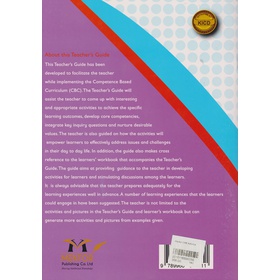 KICD
About this Teacher's Guide
This Teacher's Guide has been
developed to facilitate the teacher
while implementing the Competence Based
Curriculum (CBC). The Teacher's Guide will
assist the teacher to come up with interesting
and appropriate activities to achieve the specific
learning outcomes, develop core competencies,
integrate key inquiry questions and nurture desirable
values. The teacher is also guided on how the activities will
empower learners to effectively address issues and challenges
in their day to day life. In addition, the guide also makes cross
reference to the learners' workbook that accompanies the Teacher's
Guide. The guide aims at providing guidance to the teacher in developing
activities for learners and stimulating discussions among the learners.
It is always advisable that the teacher prepares adequately for the
learning experiences well in advance. A number of learning experiences that the learners
could engage in have been suggested. The teacher is not limited to the
activities and pictures in the Teacher's Guide and learner's workbook but can
generate more activities and pictures from examples given.
Publishing Co. Ltd